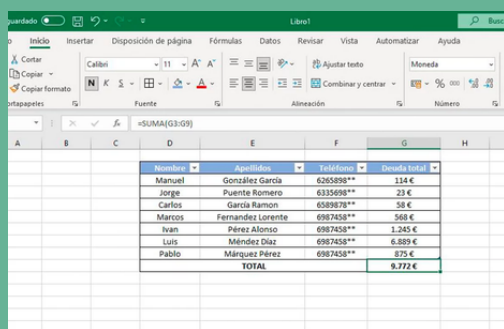 guardado Libro1 Busc
o Inicio Insertar Disposición de página Fórmulas Datos Revisar Vista Automatizar Ayuda
Cortar Calibri 11 A A Ajustar texto Moneda
Copiar N K S A Combinar y centrar % 000
Copiar formato
ortapapeles Fuente Alineación Número
fx =SUMA(G3:G9)
A B C D E F G H
Nombre Apellidos Teléfono Deuda total
Manuel González García 6265898** 114 €
Jorge Puente Romero 6335698** 23 €
Carlos García Ramon 6589878** 58 €
Marcos Fernandez Lorente 6987458** 568 €
Ivan Pérez Alonso 6987458** 1.245 €
Luis Méndez Díaz 6987458** 6.889 €
Pablo Márquez Pérez 6987458** 875 €
TOTAL 9.772 €